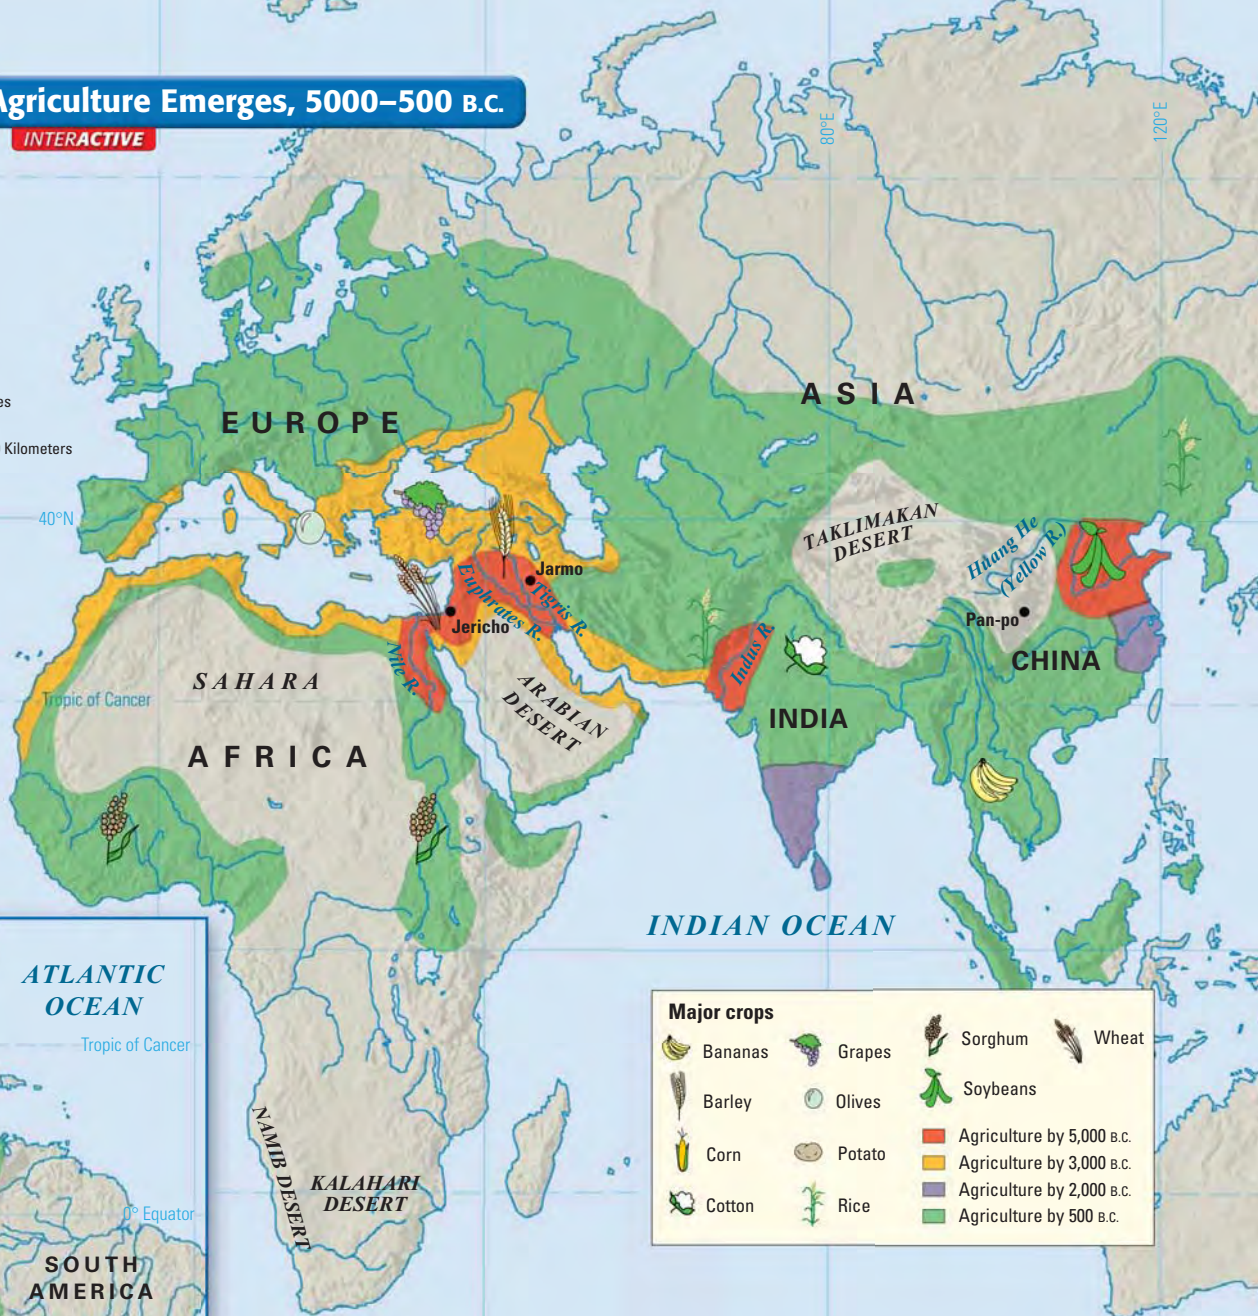 Agriculture Emerges, 5000–500 B.C.
INTERACTIVE
80°E
120°E
es
Kilometers
40°N
EUROPE
ASIA
TAKLIMAKAN
DESERT
Huang He
(Yellow R.)
Jarmo
Euphrates R.
Tigris R.
Jericho
Pan-po
Nile R.
Indus R.
CHINA
SAHARA
Tropic of Cancer
ARABIAN
DESERT
INDIA
AFRICA
INDIAN OCEAN
ATLANTIC
OCEAN
Tropic of Cancer
NAMIB DESERT
KALAHARI
DESERT
0° Equator
SOUTH
AMERICA
Major crops
Bananas
Barley
Corn
Cotton
Grapes
Olives
Potato
Rice
Sorghum
Wheat
Soybeans
Agriculture by 5,000 B.C.
Agriculture by 3,000 B.C.
Agriculture by 2,000 B.C.
Agriculture by 500 B.C.